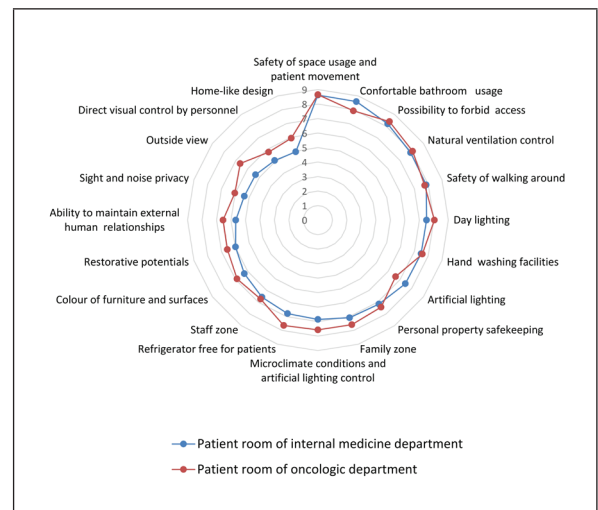 Safety of space usage and
patient movement
Home-like design
Confortable bathroom usage
Direct visual control by personnel
Possibility to forbid access
Outside view
Natural ventilation control
Sight and noise privacy
Safety of walking around
Ability to maintain external
human relationships
Day lighting
Restorative potentials
Hand washing facilities
Colour of furniture and surfaces
Artificial lighting
Staff zone
Personal property safekeeping
Refrigerator free for patients
Family zone
Microclimate conditions and
artificial lighting control
9
8
7
6
5
4
3
2
1
0
Patient room of internal medicine department
Patient room of oncologic department